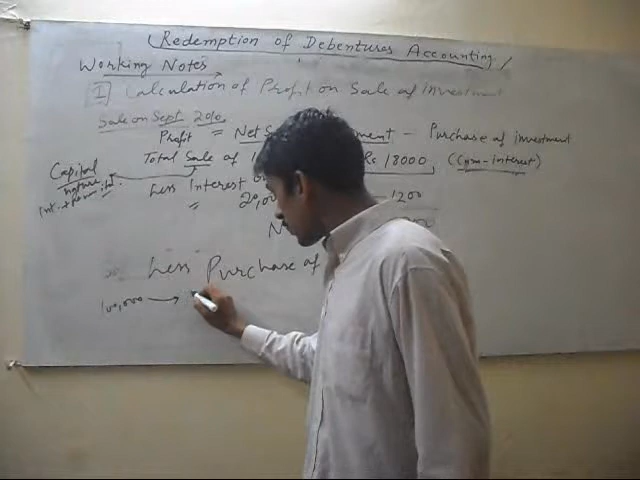 Redemption of Debentures Accounting
Working Notes
1 Calculation of Profit on Sale of investment
Sale on Sept
Profit = Net S ment - Purchase of investment
Total Sale of Rs 18000 (Cum-interest)
Capital
nature
Less Interest
" 20,00 1200
N
Less Purchase of
100,000 →